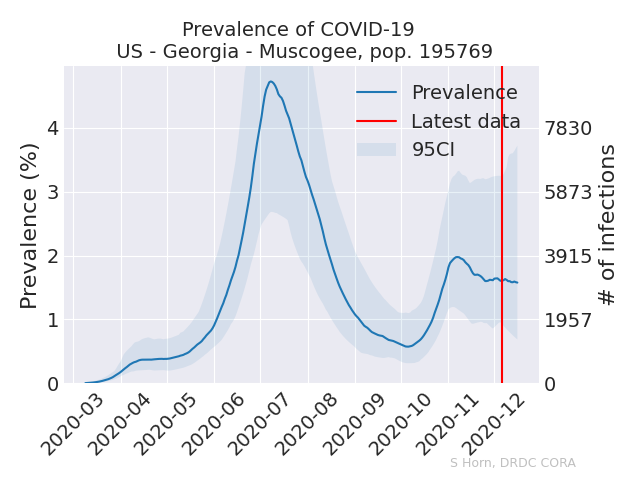 Prevalence of COVID-19
US - Georgia - Muscogee, pop. 195769
Prevalence
Latest data
95CI
Prevalence (%)
4
3
2
1
0
7830
5873
3915
1957
0
# of infections
2020-03
2020-04
2020-05
2020-06
2020-07
2020-08
2020-09
2020-10
2020-11
2020-12
S Horn, DRDC CORA